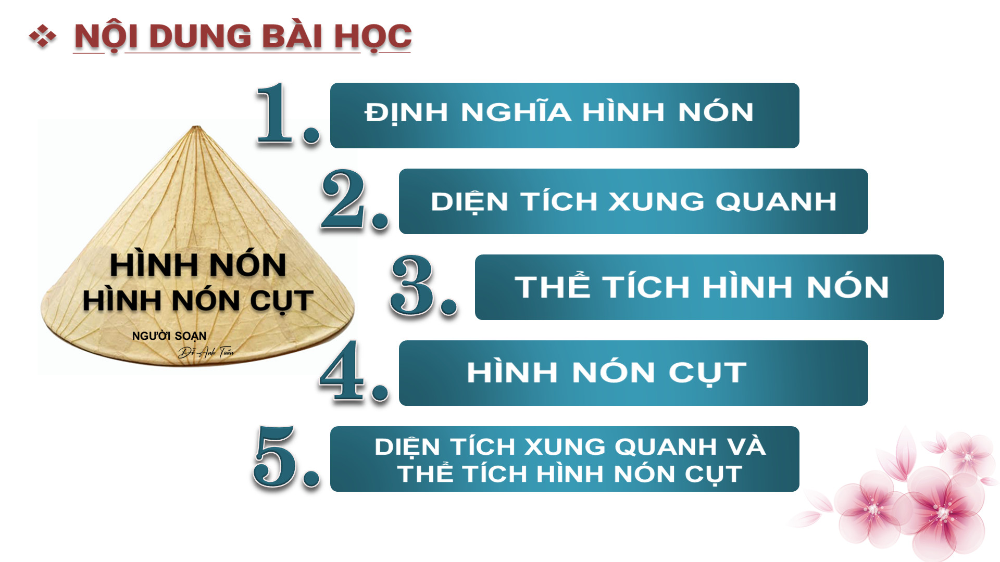 NỘI DUNG BÀI HỌC
1. ĐỊNH NGHĨA HÌNH NÓN
2. DIỆN TÍCH XUNG QUANH
3. THỂ TÍCH HÌNH NÓN
4. HÌNH NÓN CỤT
5. DIỆN TÍCH XUNG QUANH VÀ
THỂ TÍCH HÌNH NÓN CỤT
HÌNH NÓN
HÌNH NÓN CỤT
NGƯỜI SOẠN
Đỗ Anh Tuấn